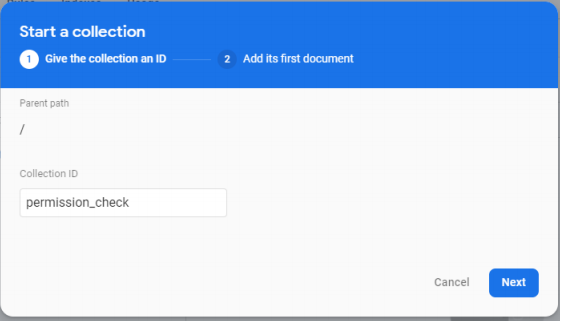 Start a collection
1 Give the collection an ID 2 Add its first document
Parent path
/
Collection ID
permission_check
Cancel Next